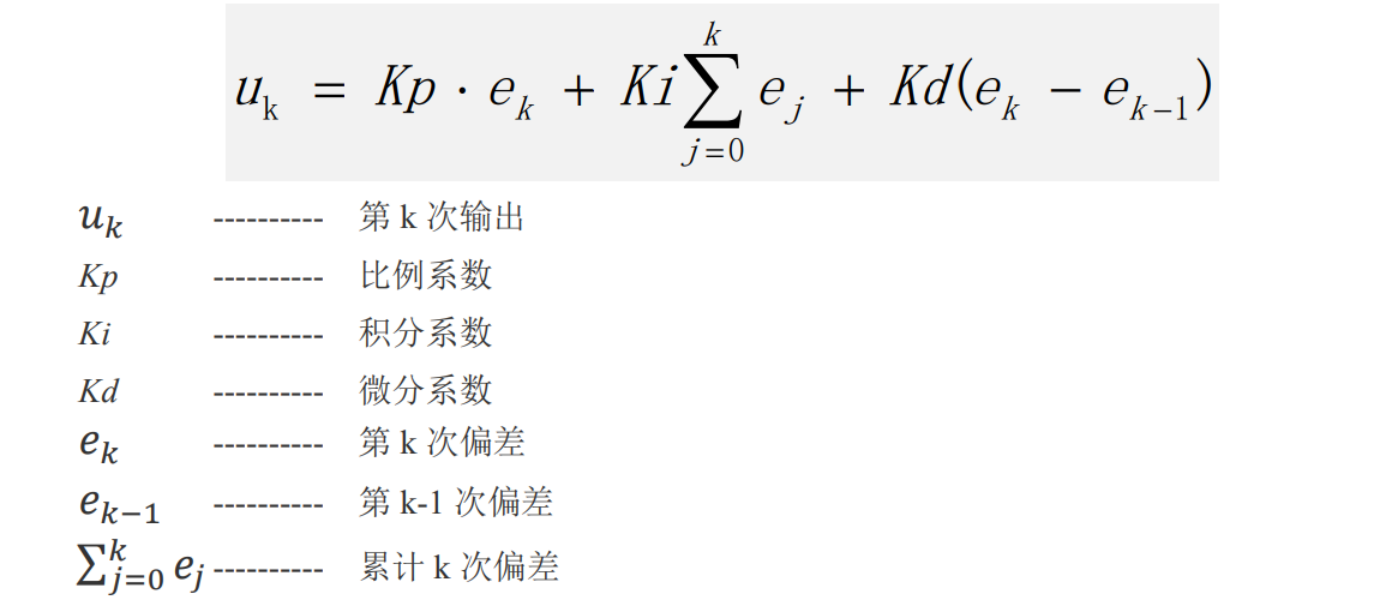 u_k = Kp · e_k + Ki ∑_{j=0}^{k} e_j + Kd(e_k − e_{k−1})
u_k ---------- 第 k 次输出
Kp ---------- 比例系数
Ki ---------- 积分系数
Kd ---------- 微分系数
e_k ---------- 第 k 次偏差
e_{k−1} ---------- 第 k-1 次偏差
∑_{j=0}^{k} e_j ---------- 累计 k 次偏差